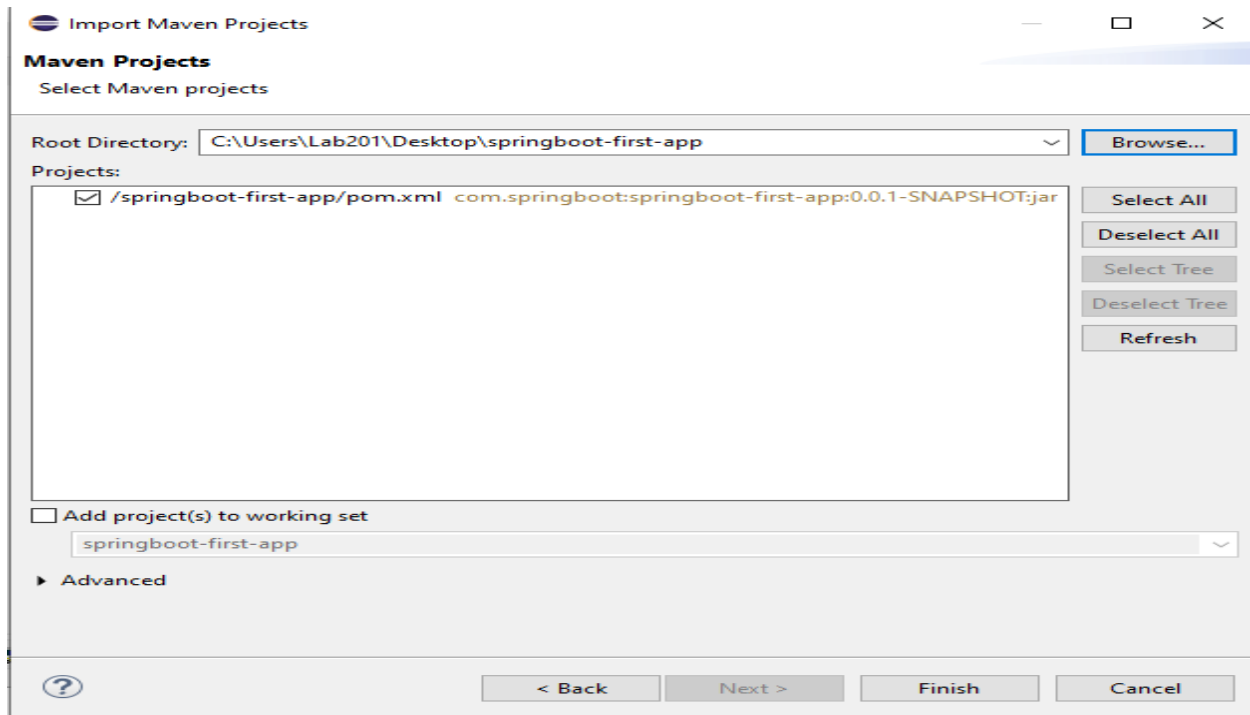 Import Maven Projects
Maven Projects
Select Maven projects
Root Directory: C:\Users\Lab201\Desktop\springboot-first-app Browse...
Projects:
/springboot-first-app/pom.xml com.springboot:springboot-first-app:0.0.1-SNAPSHOT:jar
Select All
Deselect All
Select Tree
Deselect Tree
Refresh
Add project(s) to working set
springboot-first-app
Advanced
? < Back Next > Finish Cancel